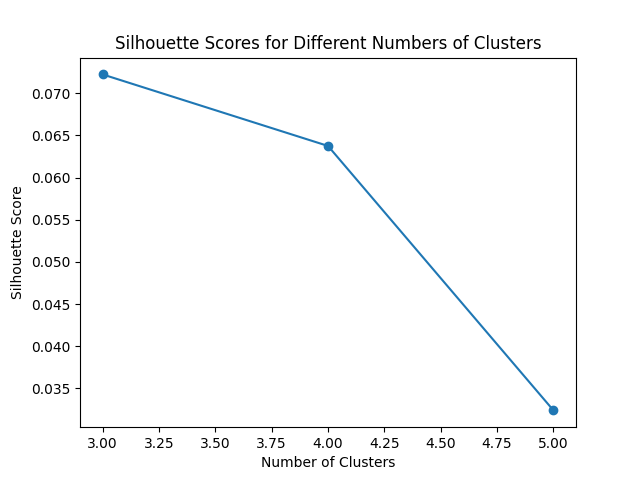 Silhouette Scores for Different Numbers of Clusters
0.070
0.065
0.060
0.055
0.050
0.045
0.040
0.035
Silhouette Score
3.00 3.25 3.50 3.75 4.00 4.25 4.50 4.75 5.00
Number of Clusters